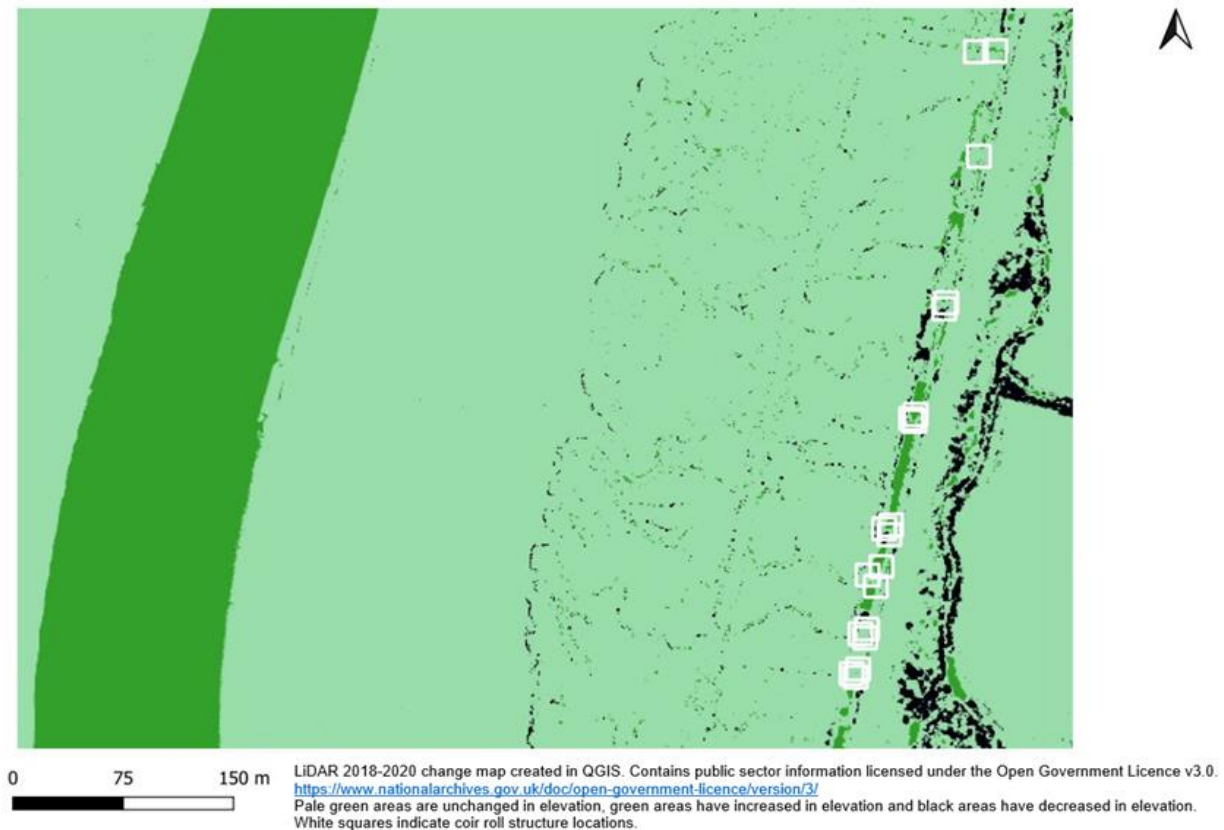 0 75 150 m
LiDAR 2018-2020 change map created in QGIS. Contains public sector information licensed under the Open Government Licence v3.0.
https://www.nationalarchives.gov.uk/doc/open-government-licence/version/3/
Pale green areas are unchanged in elevation, green areas have increased in elevation and black areas have decreased in elevation.
White squares indicate coir roll structure locations.